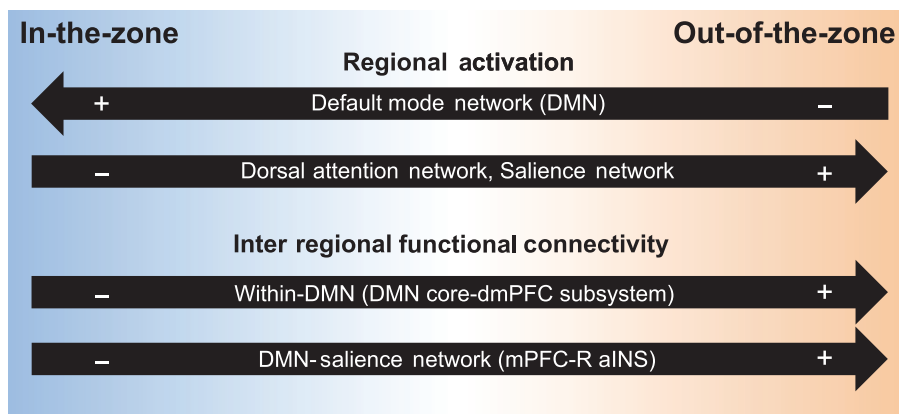 In-the-zone Out-of-the-zone
Regional activation
+ Default mode network (DMN) –
– Dorsal attention network, Salience network +
Inter regional functional connectivity
– Within-DMN (DMN core-dmPFC subsystem) +
– DMN-salience network (mPFC-R aINS) +